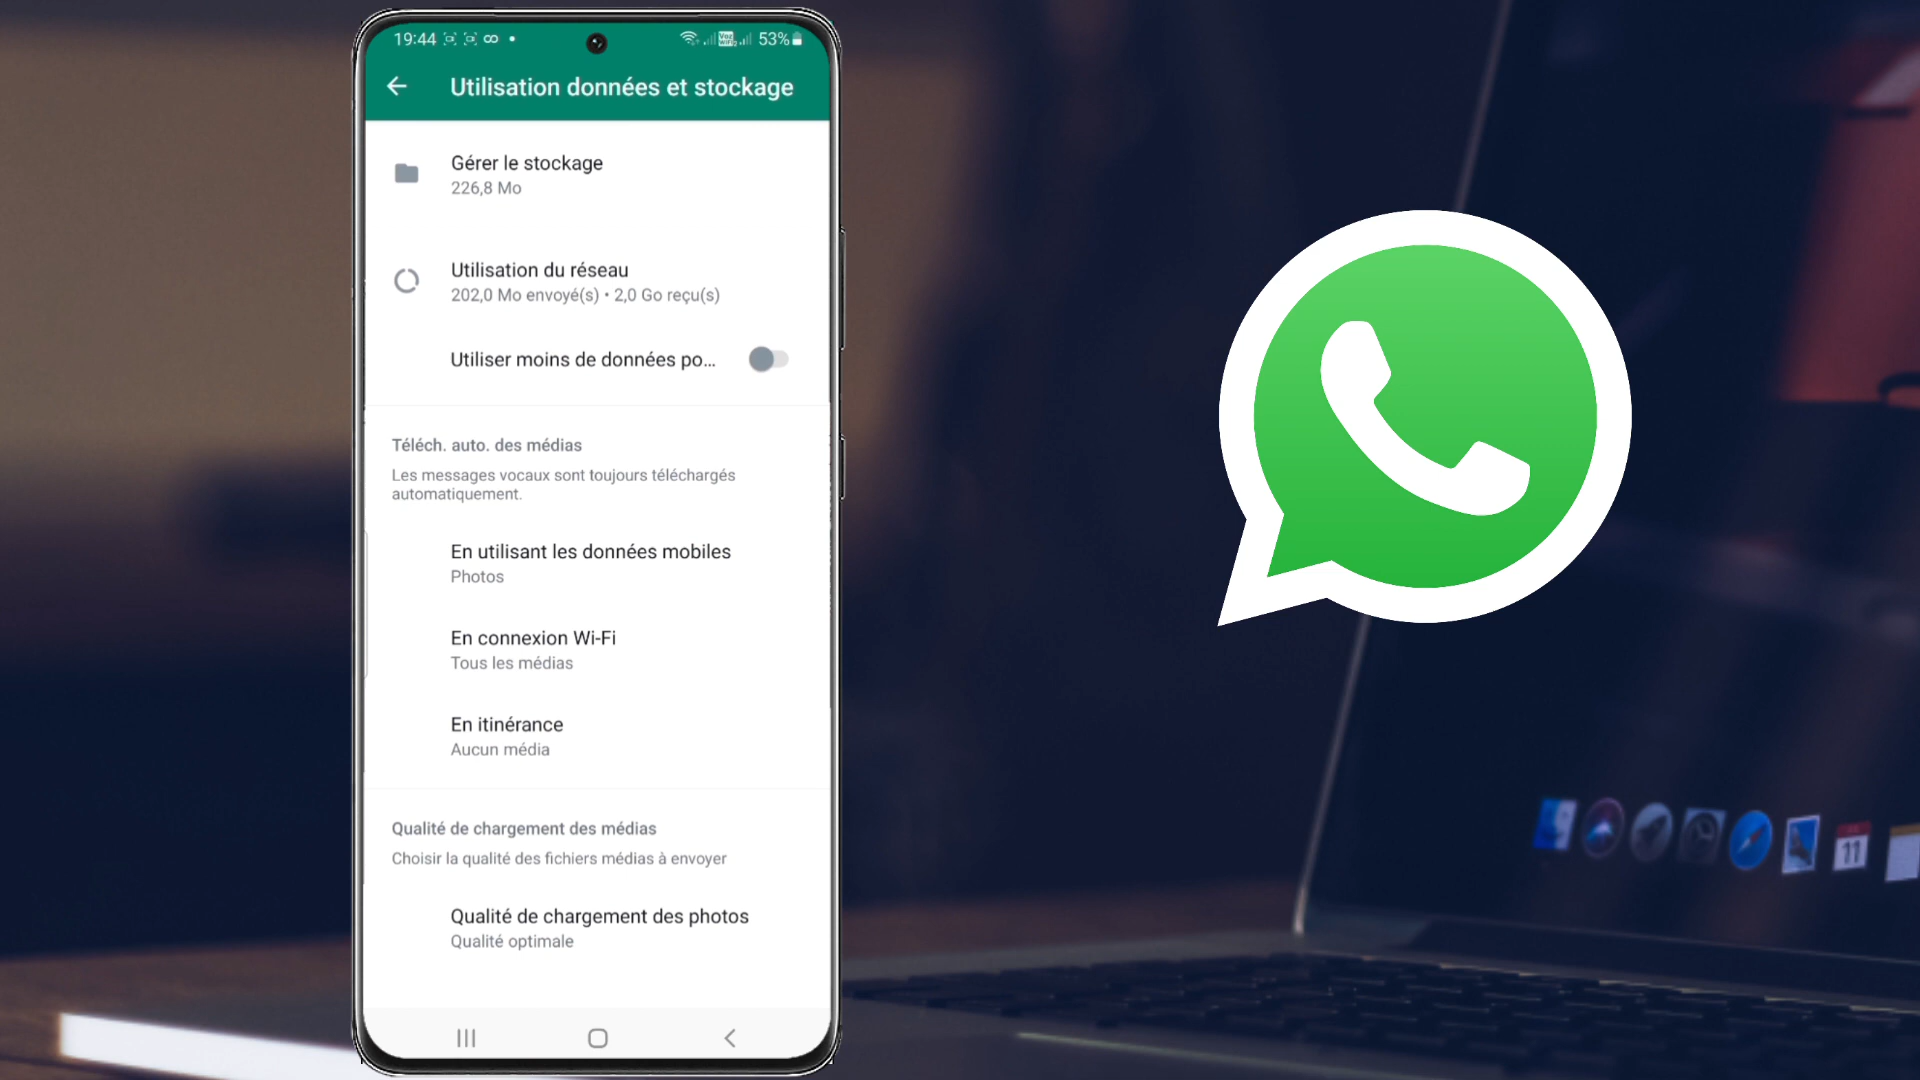 19:44 53%
Utilisation données et stockage
Gérer le stockage
226,8 Mo
Utilisation du réseau
202,0 Mo envoyé(s) • 2,0 Go reçu(s)
Utiliser moins de données po...
Téléch. auto. des médias
Les messages vocaux sont toujours téléchargés
automatiquement.
En utilisant les données mobiles
Photos
En connexion Wi-Fi
Tous les médias
En itinérance
Aucun média
Qualité de chargement des médias
Choisir la qualité des fichiers médias à envoyer
Qualité de chargement des photos
Qualité optimale
11